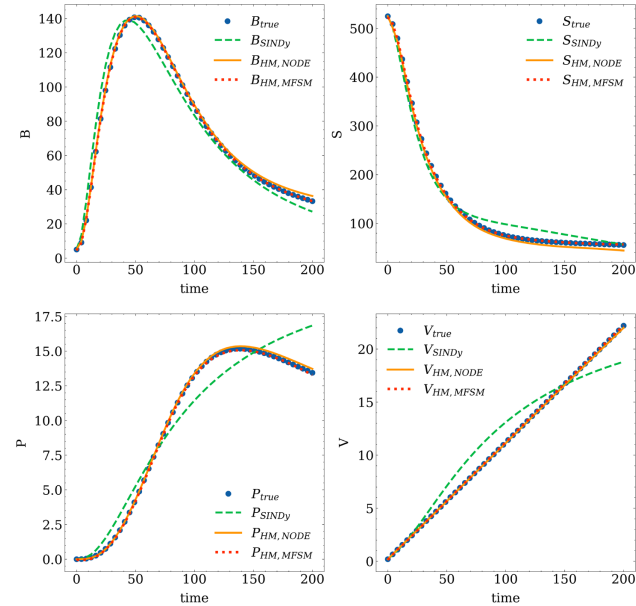 140
120
100
80
60
40
20
0
B
0 50 100 150 200
time
B_true
B_SINDy
B_HM, NODE
B_HM, MFSM
500
400
300
200
100
S
0 50 100 150 200
time
S_true
S_SINDy
S_HM, NODE
S_HM, MFSM
17.5
15.0
12.5
10.0
7.5
5.0
2.5
0.0
P
0 50 100 150 200
time
P_true
P_SINDy
P_HM, NODE
P_HM, MFSM
20
15
10
5
0
V
0 50 100 150 200
time
V_true
V_SINDy
V_HM, NODE
V_HM, MFSM